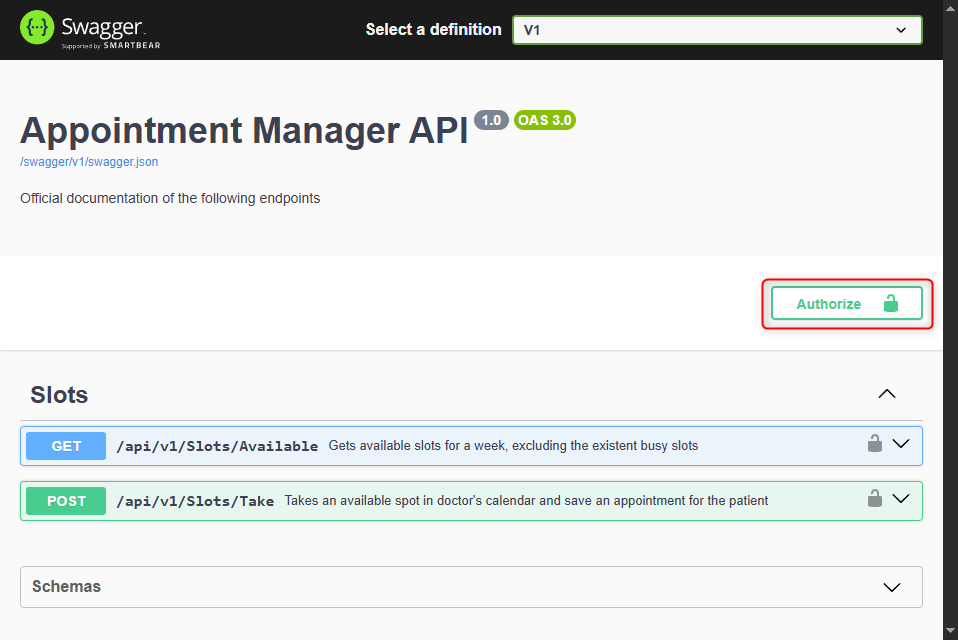 Swagger
Supported by SMARTBEAR
Select a definition
V1
Appointment Manager API 1.0 OAS 3.0
/swagger/v1/swagger.json
Official documentation of the following endpoints
Authorize
Slots
GET /api/v1/Slots/Available Gets available slots for a week, excluding the existent busy slots
POST /api/v1/Slots/Take Takes an available spot in doctor's calendar and save an appointment for the patient
Schemas